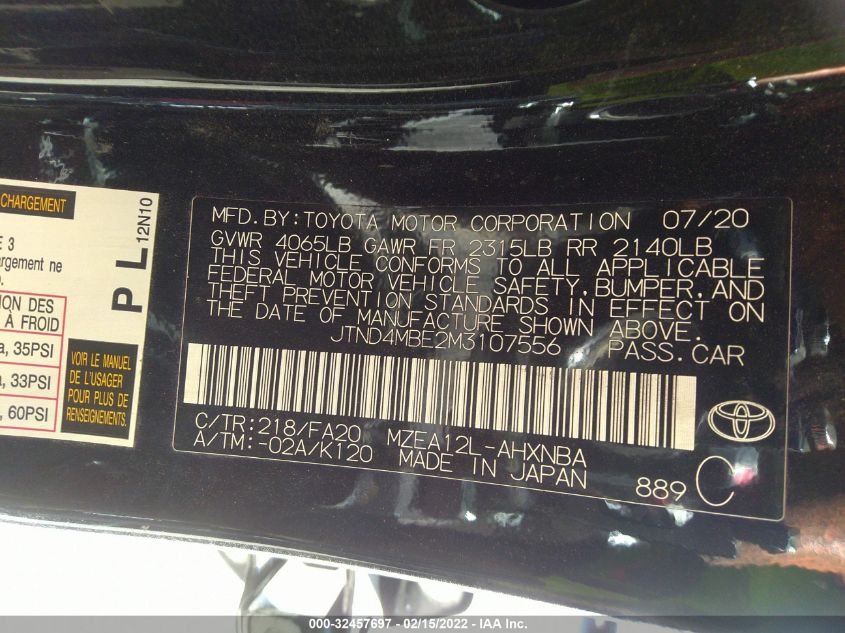 CHARGEMENT
E 3
argement ne
ION DES
À FROID
a, 35PSI
a, 33PSI
, 60PSI
VOIR LE MANUEL
DE L'USAGER
POUR PLUS DE
RENSEIGNEMENTS.
P L
12N10
MFD.BY:TOYOTA MOTOR CORPORATION 07/20
GVWR 4065LB GAWR FR 2315LB RR 2140LB
THIS VEHICLE CONFORMS TO ALL APPLICABLE
FEDERAL MOTOR VEHICLE SAFETY,BUMPER,AND
THEFT PREVENTION STANDARDS IN EFFECT ON
THE DATE OF MANUFACTURE SHOWN ABOVE.
JTND4MBE2M3107556 PASS.CAR
C/TR:218/FA20 MZEA12L-AHXNBA
A/TM:-02A/K120 MADE IN JAPAN
889 C
000-32457697 - 02/15/2022 - IAA Inc.